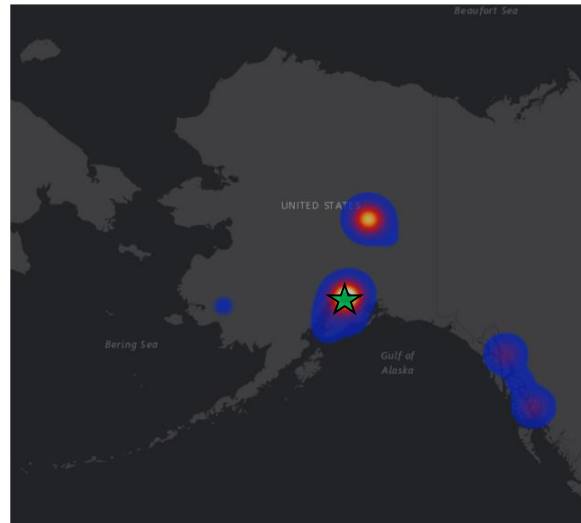 Beaufort Sea
UNITED STATES
Bering Sea
Gulf of
Alaska